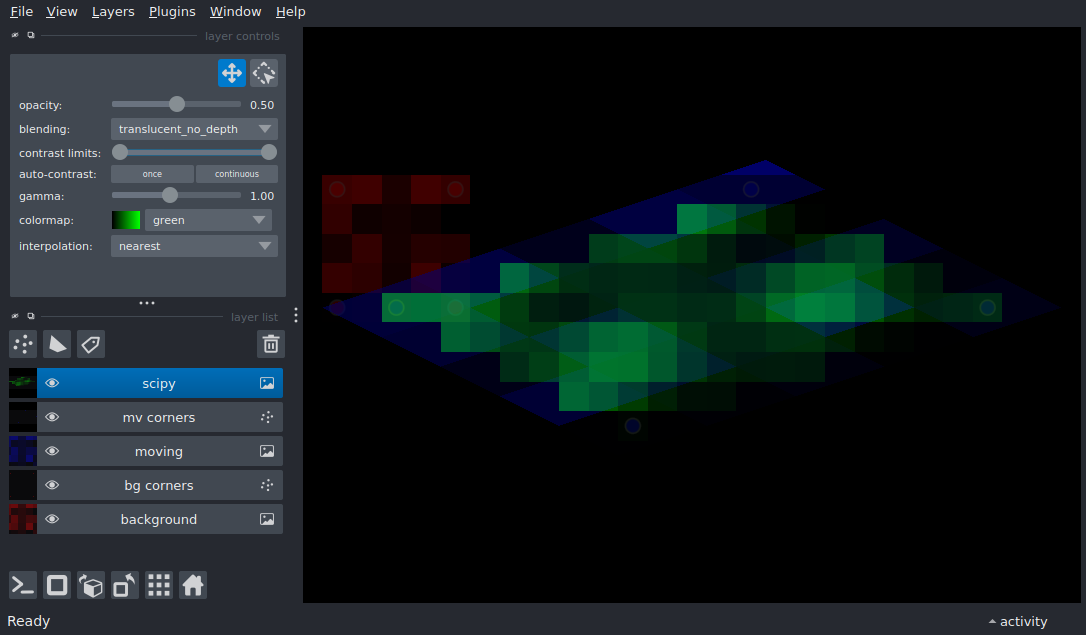 File View Layers Plugins Window Help
layer controls
opacity: 0.50
blending: translucent_no_depth
contrast limits:
auto-contrast: once continuous
gamma: 1.00
colormap: green
interpolation: nearest
layer list
scipy
mv corners
moving
bg corners
background
Ready
activity